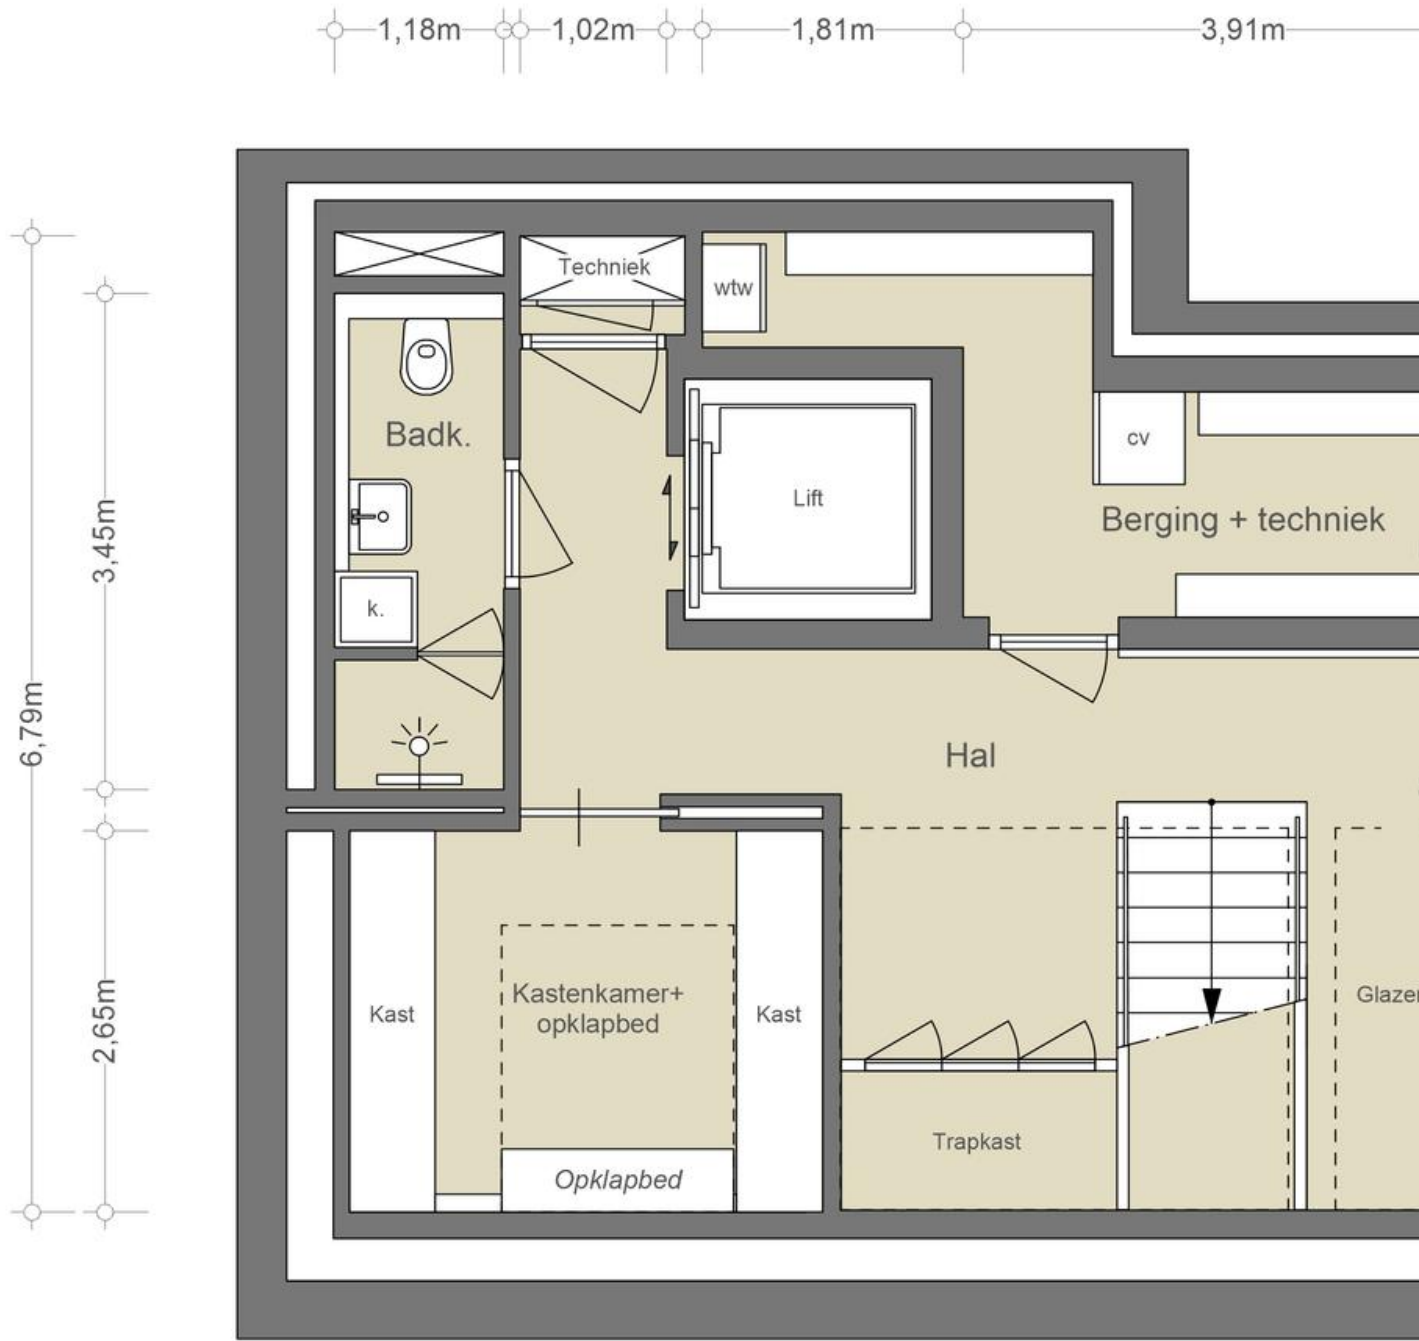 1,18m
1,02m
1,81m
3,91m
Techniek
wtw
Badk.
cv
Lift
Berging + techniek
3,45m
k.
6,79m
Hal
Kastenkamer+
opklapbed
Glazen
Kast
Kast
2,65m
Trapkast
Opklapbed